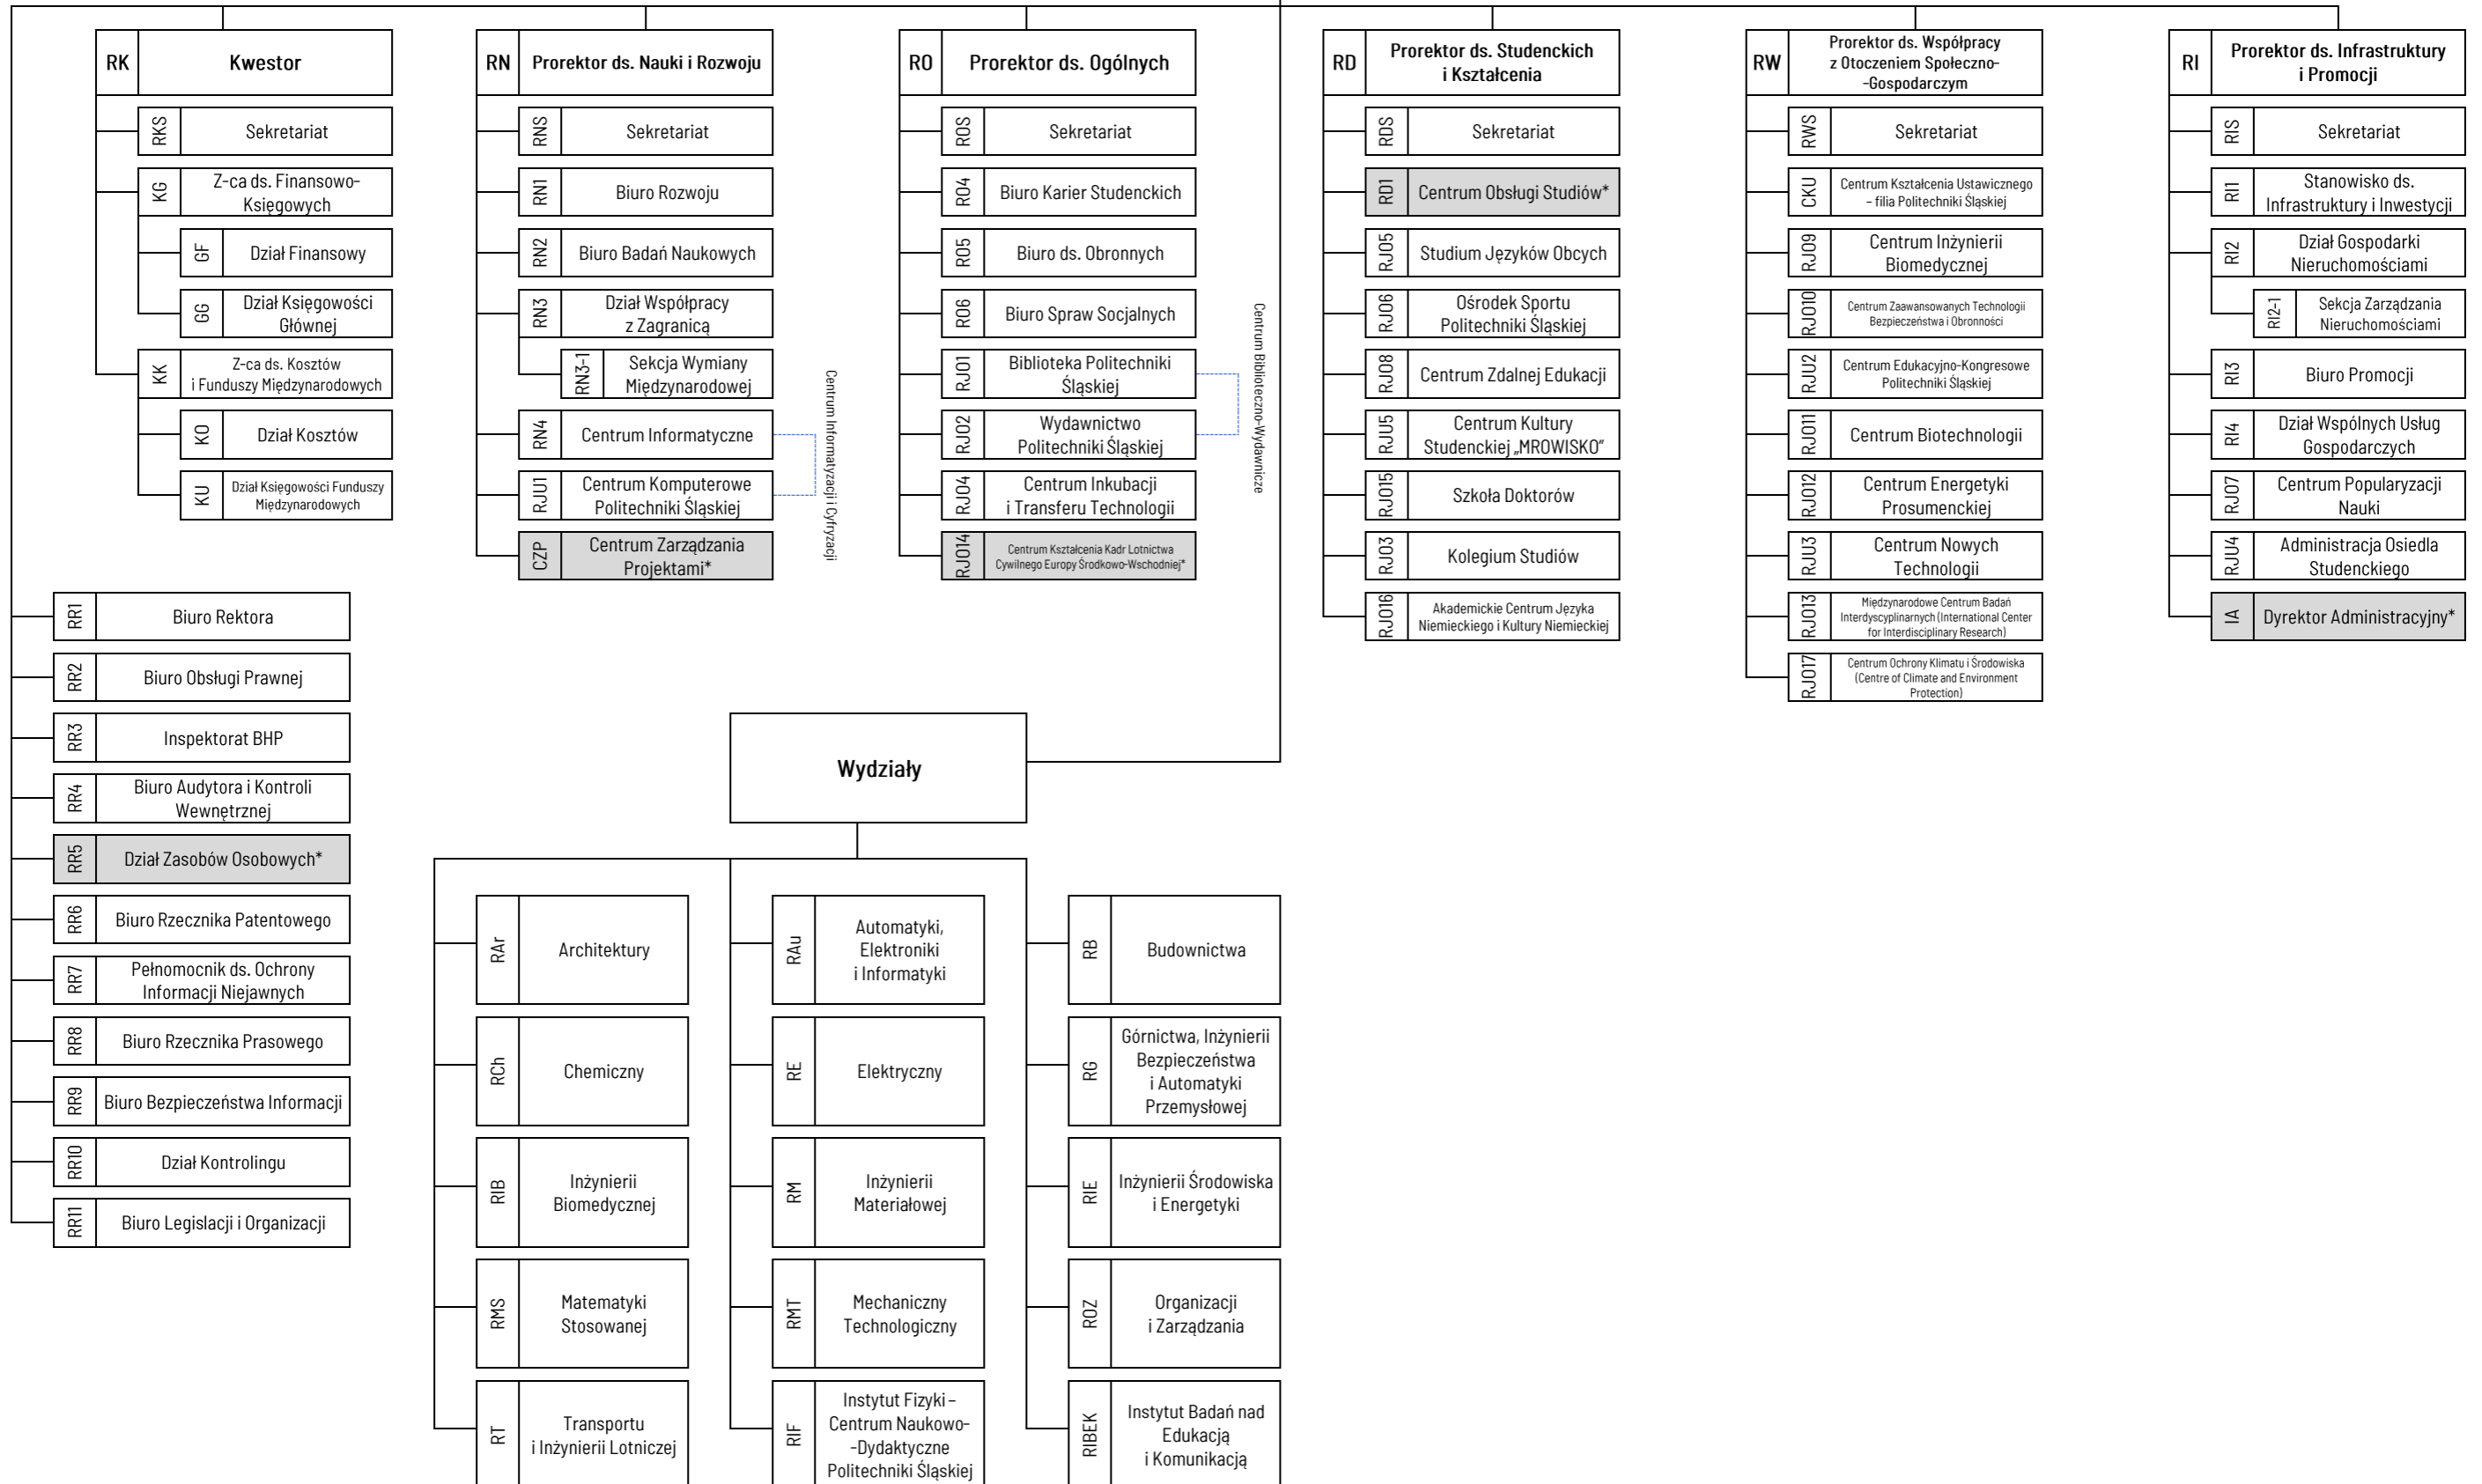 RK
Kwestor
RKS
Sekretariat
KG
Z-ca ds. Finansowo-
Księgowych
GF
Dział Finansowy
GG
Dział Księgowości
Głównej
KK
Z-ca ds. Kosztów
i Funduszy Międzynarodowych
KO
Dział Kosztów
KU
Dział Księgowości Funduszy
Międzynarodowych
RN
Prorektor ds. Nauki i Rozwoju
RNS
Sekretariat
RN1
Biuro Rozwoju
RN2
Biuro Badań Naukowych
RN3
Dział Współpracy
z Zagranicą
RN3-1
Sekcja Wymiany
Międzynarodowej
RN4
Centrum Informatyczne
RJU1
Centrum Komputerowe
Politechniki Śląskiej
CZP
Centrum Zarządzania
Projektami*
Centrum Informatyzacji i Cyfryzacji
RO
Prorektor ds. Ogólnych
ROS
Sekretariat
RO4
Biuro Karier Studenckich
RO5
Biuro ds. Obronnych
RO6
Biuro Spraw Socjalnych
RJO1
Biblioteka Politechniki
Śląskiej
RJO2
Wydawnictwo
Politechniki Śląskiej
RJO4
Centrum Inkubacji
i Transferu Technologii
RJO14
Centrum Kształcenia Kadr Lotnictwa
Cywilnego Europy Środkowo-Wschodniej*
Centrum Biblioteczno-Wydawnicze
RD
Prorektor ds. Studenckich
i Kształcenia
RDS
Sekretariat
RD1
Centrum Obsługi Studiów*
RJO5
Studium Języków Obcych
RJO6
Ośrodek Sportu
Politechniki Śląskiej
RJO8
Centrum Zdalnej Edukacji
RJU5
Centrum Kultury
Studenckiej „MROWISKO”
RJO15
Szkoła Doktorów
RJO3
Kolegium Studiów
RJO16
Akademickie Centrum Języka
Niemieckiego i Kultury Niemieckiej
RW
Prorektor ds. Współpracy
z Otoczeniem Społeczno-
-Gospodarczym
RWS
Sekretariat
CKU
Centrum Kształcenia Ustawicznego
– filia Politechniki Śląskiej
RJO9
Centrum Inżynierii
Biomedycznej
RJO10
Centrum Zaawansowanych Technologii
Bezpieczeństwa i Obronności
RJU2
Centrum Edukacyjno-Kongresowe
Politechniki Śląskiej
RJO11
Centrum Biotechnologii
RJO12
Centrum Energetyki
Prosumenckiej
RJU3
Centrum Nowych
Technologii
RJO13
Międzynarodowe Centrum Badań
Interdyscyplinarnych (International Center
for Interdisciplinary Research)
RJO17
Centrum Ochrony Klimatu i Środowiska
(Centre of Climate and Environment
Protection)
RI
Prorektor ds. Infrastruktury
i Promocji
RIS
Sekretariat
RI1
Stanowisko ds.
Infrastruktury i Inwestycji
RI2
Dział Gospodarki
Nieruchomościami
RI2-1
Sekcja Zarządzania
Nieruchomościami
RI3
Biuro Promocji
RI4
Dział Wspólnych Usług
Gospodarczych
RJO7
Centrum Popularyzacji
Nauki
RJU4
Administracja Osiedla
Studenckiego
IA
Dyrektor Administracyjny*
RR1
Biuro Rektora
RR2
Biuro Obsługi Prawnej
RR3
Inspektorat BHP
RR4
Biuro Audytora i Kontroli
Wewnętrznej
RR5
Dział Zasobów Osobowych*
RR6
Biuro Rzecznika Patentowego
RR7
Pełnomocnik ds. Ochrony
Informacji Niejawnych
RR8
Biuro Rzecznika Prasowego
RR9
Biuro Bezpieczeństwa Informacji
RR10
Dział Kontrolingu
RR11
Biuro Legislacji i Organizacji
Wydziały
RAr
Architektury
RCh
Chemiczny
RIB
Inżynierii
Biomedycznej
RMS
Matematyki
Stosowanej
RT
Transportu
i Inżynierii Lotniczej
RAu
Automatyki,
Elektroniki
i Informatyki
RE
Elektryczny
RM
Inżynierii
Materiałowej
RMT
Mechaniczny
Technologiczny
RIF
Instytut Fizyki –
Centrum Naukowo-
-Dydaktyczne
Politechniki Śląskiej
RB
Budownictwa
RG
Górnictwa, Inżynierii
Bezpieczeństwa
i Automatyki
Przemysłowej
RIE
Inżynierii Środowiska
i Energetyki
ROZ
Organizacji
i Zarządzania
RIBEK
Instytut Badań nad
Edukacją
i Komunikacją